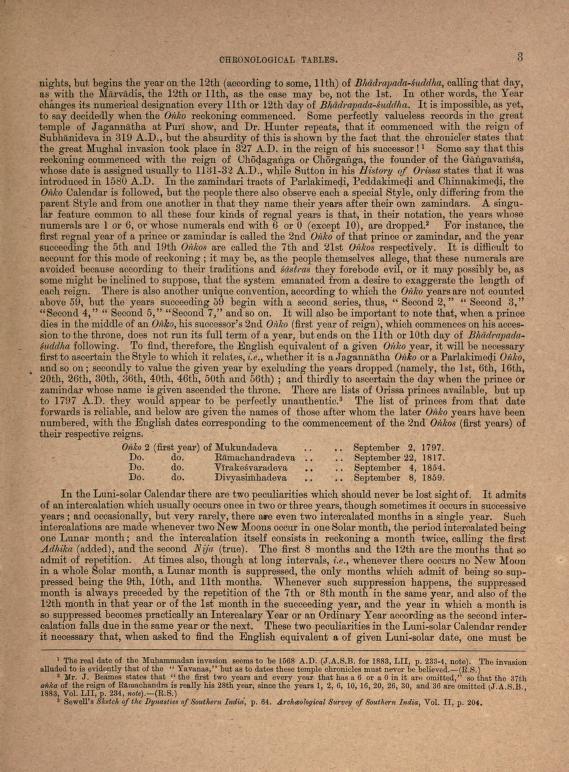 CHRONOLOGICAL TABLES. 3
nights, but begins the year on the 12th (according to some, 11th) of Bhādrapada-śuddha, calling that day,
as with the Mārvādis, the 12th or 11th, as the case may be, not the 1st. In other words, the Year
changes its numerical designation every 11th or 12th day of Bhādrapada-śuddha. It is impossible, as yet,
to say decidedly when the Oṅko reckoning commenced. Some perfectly valueless records in the great
temple of Jagannātha at Puri show, and Dr. Hunter repeats, that it commenced with the reign of
Subhānideva in 319 A.D., but the absurdity of this is shown by the fact that the chronicler states that
the great Mughal invasion took place in 327 A.D. in the reign of his successor!¹ Some say that this
reckoning commenced with the reign of Chōḍagaṅga or Chōrgaṅga, the founder of the Gāṅgavaṁśa,
whose date is assigned usually to 1131-32 A.D., while Sutton in his History of Orissa states that it was
introduced in 1580 A.D. In the zamindari tracts of Parlakimeḍi, Peddakimeḍi and Chinnakimeḍi, the
Oṅko Calendar is followed, but the people there also observe each a special Style, only differing from the
parent Style and from one another in that they name their years after their own zamindars. A singu-
lar feature common to all these four kinds of regnal years is that, in their notation, the years whose
numerals are 1 or 6, or whose numerals end with 6 or 0 (except 10), are dropped.² For instance, the
first regnal year of a prince or zamindar is called the 2nd Oṅko of that prince or zamindar, and the year
succeeding the 5th and 19th Oṅkos are called the 7th and 21st Oṅkos respectively. It is difficult to
account for this mode of reckoning; it may be, as the people themselves allege, that these numerals are
avoided because according to their traditions and śāstras they forebode evil, or it may possibly be, as
some might be inclined to suppose, that the system emanated from a desire to exaggerate the length of
each reign. There is also another unique convention, according to which the Oṅko years are not counted
above 59, but the years succeeding 59 begin with a second series, thus, "Second 2," "Second 3,"
"Second 4," "Second 5," "Second 7," and so on. It will also be important to note that, when a prince
dies in the middle of an Oṅko, his successor's 2nd Oṅko (first year of reign), which commences on his acces-
sion to the throne, does not run its full term of a year, but ends on the 11th or 10th day of Bhādrapada-
śuddha following. To find, therefore, the English equivalent of a given Oṅko year, it will be necessary
first to ascertain the Style to which it relates, i.e., whether it is a Jagannātha Oṅko or a Parlakimeḍi Oṅko,
and so on; secondly to value the given year by excluding the years dropped (namely, the 1st, 6th, 16th,
20th, 26th, 30th, 36th, 40th, 46th, 50th and 56th); and thirdly to ascertain the day when the prince or
zamindar whose name is given ascended the throne. There are lists of Orissa princes available, but up
to 1797 A.D. they would appear to be perfectly unauthentic.³ The list of princes from that date
forwards is reliable, and below are given the names of those after whom the later Oṅko years have been
numbered, with the English dates corresponding to the commencement of the 2nd Oṅkos (first years) of
their respective reigns.
Oṅko 2 (first year) of Mukundadeva .. .. September 2, 1797.
Do. do. Rāmachandradeva .. .. September 22, 1817.
Do. do. Vīrakeśvaradeva .. .. September 4, 1854.
Do. do. Divyasiṁhadeva .. .. September 8, 1859.
In the Luni-solar Calendar there are two peculiarities which should never be lost sight of. It admits
of an intercalation which usually occurs once in two or three years, though sometimes it occurs in successive
years; and occasionally, but very rarely, there are even two intercalated months in a single year. Such
intercalations are made whenever two New Moons occur in one Solar month, the period intercalated being
one Lunar month; and the intercalation itself consists in reckoning a month twice, calling the first
Adhika (added), and the second Nija (true). The first 8 months and the 12th are the months that so
admit of repetition. At times also, though at long intervals, i.e., whenever there occurs no New Moon
in a whole Solar month, a Lunar month is suppressed, the only months which admit of being so sup-
pressed being the 9th, 10th, and 11th months. Whenever such suppression happens, the suppressed
month is always preceded by the repetition of the 7th or 8th month in the same year, and also of the
12th month in that year or of the 1st month in the succeeding year, and the year in which a month is
so suppressed becomes practically an Intercalary Year or an Ordinary Year according as the second inter-
calation falls due in the same year or the next. These two peculiarities in the Luni-solar Calendar render
it necessary that, when asked to find the English equivalent a of given Luni-solar date, one must be
¹ The real date of the Muhammadan invasion seems to be 1568 A.D. (J.A.S.B. for 1883, LII, p. 233-4, note). The invasion
alluded to is evidently that of the "Yavanas," but as to dates these temple chronicles must never be believed.—(R.S.)
² Mr. J. Beames states that "the first two years and every year that has a 6 or a 0 in it are omitted," so that the 37th
aṅka of the reign of Rāmachandra is really his 28th year, since the years 1, 2, 6, 10, 16, 20, 26, 30, and 36 are omitted (J.A.S.B.,
1883, Vol. LII, p. 234, note).—(R.S.)
³ Sewell's Sketch of the Dynasties of Southern India, p. 64. Archæological Survey of Southern India, Vol. II, p. 204.